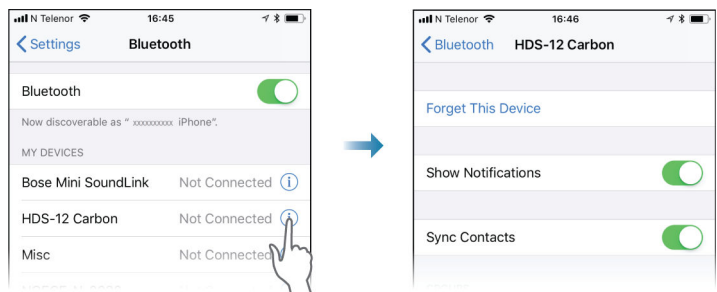 N Telenor 16:45
Settings Bluetooth
Bluetooth
Now discoverable as “ xxxxxxxxx iPhone”.
MY DEVICES
Bose Mini SoundLink Not Connected
HDS-12 Carbon Not Connected
Misc Not Connected
N Telenor 16:46
Bluetooth HDS-12 Carbon
Forget This Device
Show Notifications
Sync Contacts